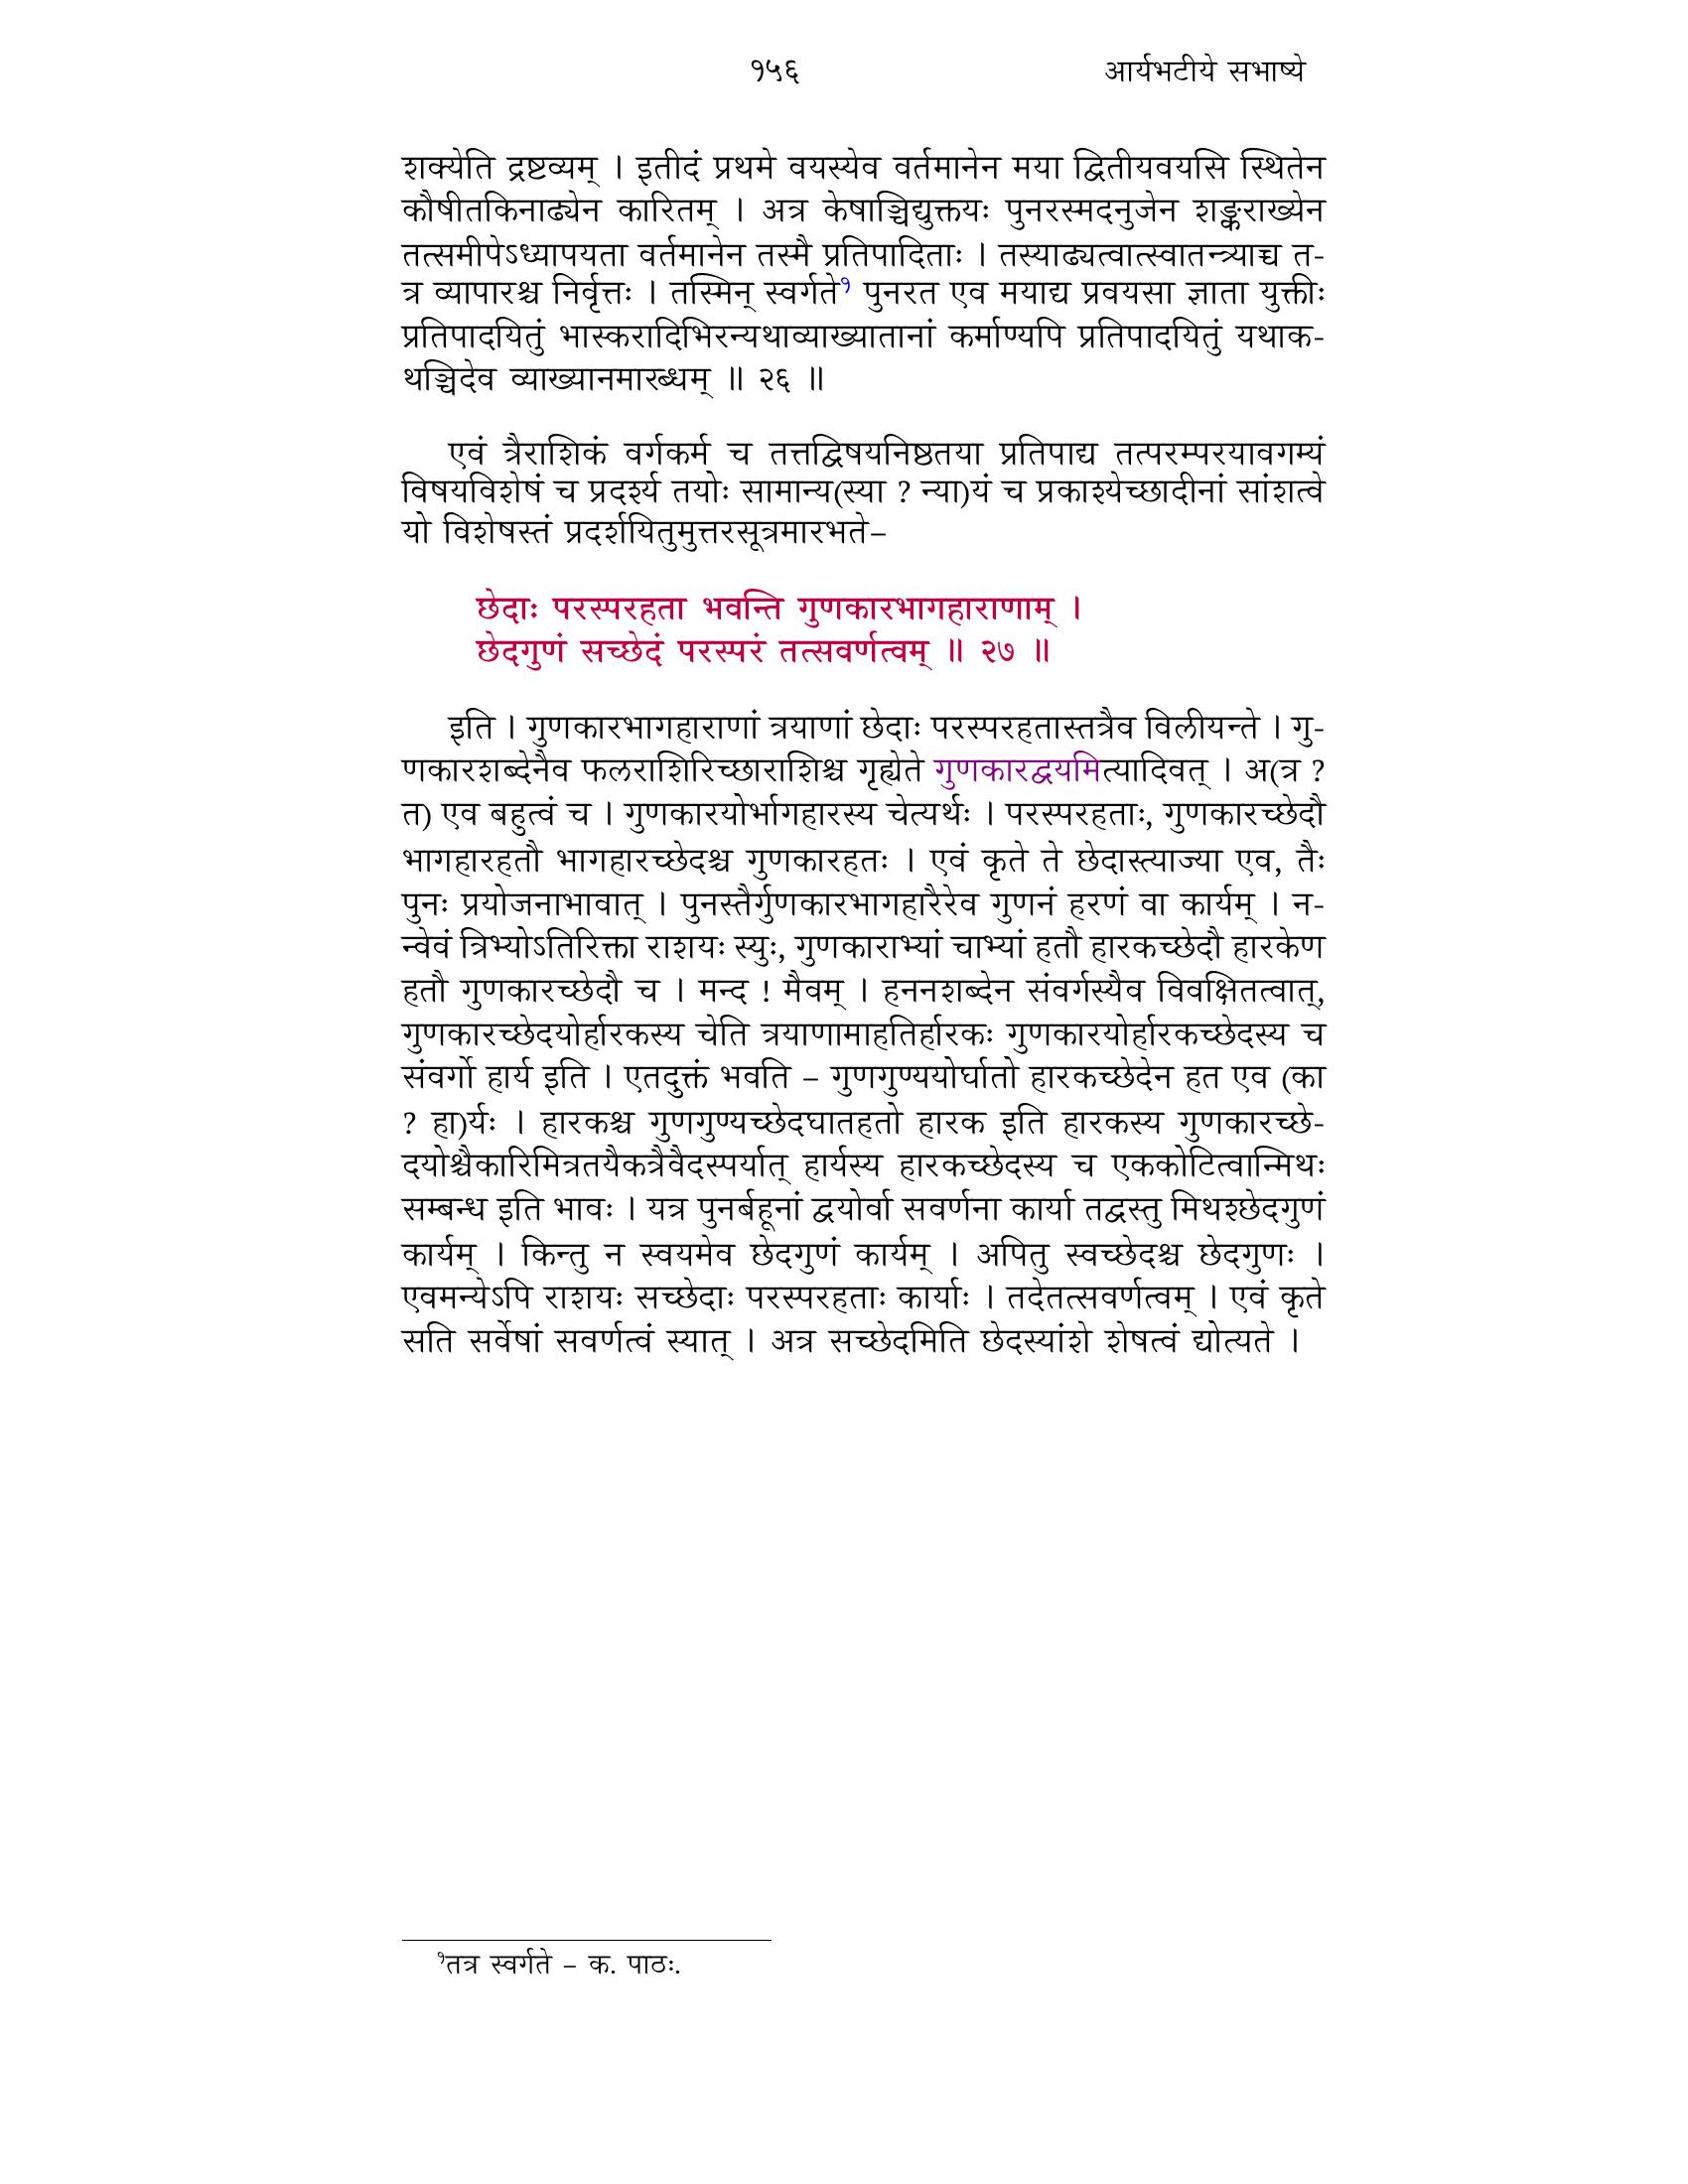 १५६ आर्यभटीये सभाष्ये
शक्येति द्रष्टव्यम् । इतीदं प्रथमे वयस्येव वर्तमानेन मया द्वितीयवयसि स्थितेन
कौषीतकिनाढ्येन कारितम् । अत्र केषाञ्चिद्युक्तयः पुनरस्मदनुजेन शङ्कराख्येन
तत्समीपेऽध्यापयता वर्तमानेन तस्मै प्रतिपादिताः । तस्याढ्यत्वात्स्वातन्त्र्याच्च त-
त्र व्यापारश्च निर्वृत्तः । तस्मिन् स्वर्गते१ पुनरत एव मयाद्य प्रवयसा ज्ञाता युक्तीः
प्रतिपादयितुं भास्करादिभिरन्यथाव्याख्यातानां कर्माण्यपि प्रतिपादयितुं यथाक-
थञ्चिदेव व्याख्यानमारब्धम् ॥ २६ ॥
एवं त्रैराशिकं वर्गकर्म च तत्तद्विषयनिष्ठतया प्रतिपाद्य तत्परम्परयावगम्यं
विषयविशेषं च प्रदर्श्य तयोः सामान्य(स्या ? न्या)यं च प्रकाश्येच्छादीनां सांशत्वे
यो विशेषस्तं प्रदर्शयितुमुत्तरसूत्रमारभते–
छेदाः परस्परहता भवन्ति गुणकारभागहाराणाम् ।
छेदगुणं सच्छेदं परस्परं तत्सवर्णत्वम् ॥ २७ ॥
इति । गुणकारभागहाराणां त्रयाणां छेदाः परस्परहतास्तत्रैव विलीयन्ते । गु-
णकारशब्देनैव फलराशिरिच्छाराशिश्च गृह्येते गुणकारद्वयमित्यादिवत् । अ(त्र ?
त) एव बहुत्वं च । गुणकारयोर्भागहारस्य चेत्यर्थः । परस्परहताः, गुणकारच्छेदौ
भागहारहतौ भागहारच्छेदश्च गुणकारहतः । एवं कृते ते छेदास्त्याज्या एव, तैः
पुनः प्रयोजनाभावात् । पुनस्तैर्गुणकारभागहारैरेव गुणनं हरणं वा कार्यम् । न-
न्वेवं त्रिभ्योऽतिरिक्ता राशयः स्युः, गुणकाराभ्यां चाभ्यां हतौ हारकच्छेदौ हारकेण
हतौ गुणकारच्छेदौ च । मन्द ! मैवम् । हननशब्देन संवर्गस्यैव विवक्षितत्वात्,
गुणकारच्छेदयोर्हारकस्य चेति त्रयाणामाहतिर्हारकः गुणकारयोर्हारकच्छेदस्य च
संवर्गो हार्य इति । एतदुक्तं भवति – गुणगुण्ययोर्घातो हारकच्छेदेन हत एव (का
? हा)र्यः । हारकश्च गुणगुण्यच्छेदघातहतो हारक इति हारकस्य गुणकारच्छे-
दयोश्चैकारिमित्रतयैकत्रैवैदस्पर्यात् हार्यस्य हारकच्छेदस्य च एककोटित्वान्मिथः
सम्बन्ध इति भावः । यत्र पुनर्बहूनां द्वयोर्वा सवर्णना कार्या तद्वस्तु मिथश्छेदगुणं
कार्यम् । किन्तु न स्वयमेव छेदगुणं कार्यम् । अपितु स्वच्छेदश्च छेदगुणः ।
एवमन्येऽपि राशयः सच्छेदाः परस्परहताः कार्याः । तदेतत्सवर्णत्वम् । एवं कृते
सति सर्वेषां सवर्णत्वं स्यात् । अत्र सच्छेदमिति छेदस्यांशे शेषत्वं द्योत्यते ।
१तत्र स्वर्गते – क. पाठः.